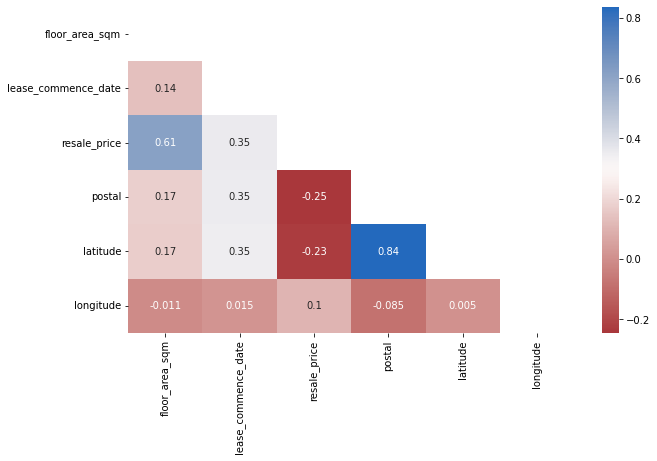 floor_area_sqm
lease_commence_date 0.14
resale_price 0.61 0.35
postal 0.17 0.35 -0.25
latitude 0.17 0.35 -0.23 0.84
longitude -0.011 0.015 0.1 -0.085 0.005
floor_area_sqm
lease_commence_date
resale_price
postal
latitude
longitude
0.8
0.6
0.4
0.2
0.0
-0.2